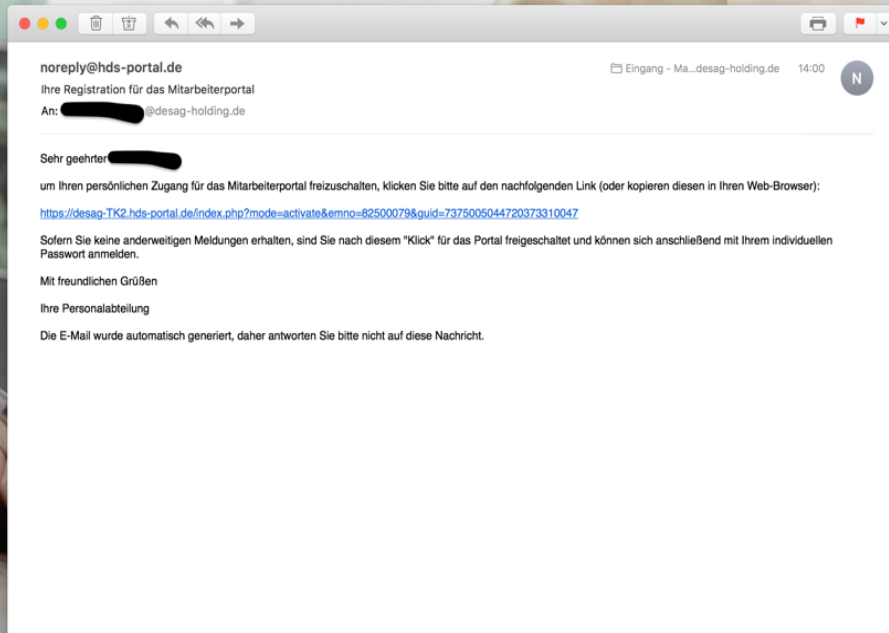 noreply@hds-portal.de
Eingang - Ma...desag-holding.de
14:00
N
Ihre Registration für das Mitarbeiterportal
An: @desag-holding.de
Sehr geehrter
um Ihren persönlichen Zugang für das Mitarbeiterportal freizuschalten, klicken Sie bitte auf den nachfolgenden Link (oder kopieren diesen in Ihren Web-Browser):
https://desag-TK2.hds-portal.de/index.php?mode=activate&emno=82500079&guid=7375005044720373310047
Sofern Sie keine anderweitigen Meldungen erhalten, sind Sie nach diesem "Klick" für das Portal freigeschaltet und können sich anschließend mit Ihrem individuellen
Passwort anmelden.
Mit freundlichen Grüßen
Ihre Personalabteilung
Die E-Mail wurde automatisch generiert, daher antworten Sie bitte nicht auf diese Nachricht.